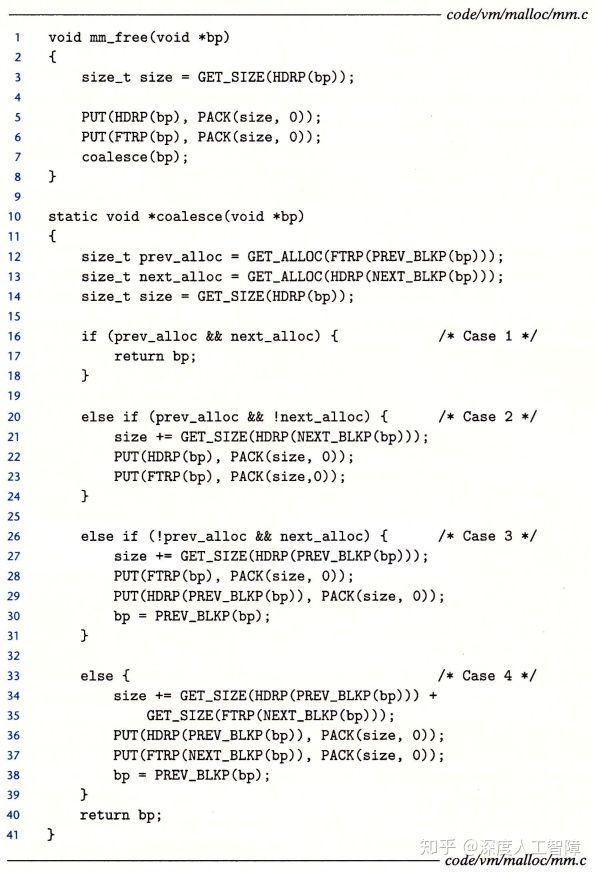 code/vm/malloc/mm.c
1 void mm_free(void *bp)
2 {
3     size_t size = GET_SIZE(HDRP(bp));
4
5     PUT(HDRP(bp), PACK(size, 0));
6     PUT(FTRP(bp), PACK(size, 0));
7     coalesce(bp);
8 }
9
10 static void *coalesce(void *bp)
11 {
12     size_t prev_alloc = GET_ALLOC(FTRP(PREV_BLKP(bp)));
13     size_t next_alloc = GET_ALLOC(HDRP(NEXT_BLKP(bp)));
14     size_t size = GET_SIZE(HDRP(bp));
15
16     if (prev_alloc && next_alloc) {            /* Case 1 */
17         return bp;
18     }
19
20     else if (prev_alloc && !next_alloc) {      /* Case 2 */
21         size += GET_SIZE(HDRP(NEXT_BLKP(bp)));
22         PUT(HDRP(bp), PACK(size, 0));
23         PUT(FTRP(bp), PACK(size,0));
24     }
25
26     else if (!prev_alloc && next_alloc) {      /* Case 3 */
27         size += GET_SIZE(HDRP(PREV_BLKP(bp)));
28         PUT(FTRP(bp), PACK(size, 0));
29         PUT(HDRP(PREV_BLKP(bp)), PACK(size, 0));
30         bp = PREV_BLKP(bp);
31     }
32
33     else {                                     /* Case 4 */
34         size += GET_SIZE(HDRP(PREV_BLKP(bp))) +
35             GET_SIZE(FTRP(NEXT_BLKP(bp)));
36         PUT(HDRP(PREV_BLKP(bp)), PACK(size, 0));
37         PUT(FTRP(NEXT_BLKP(bp)), PACK(size, 0));
38         bp = PREV_BLKP(bp);
39     }
40     return bp;
41 }
知乎 @深度人工智障
code/vm/malloc/mm.c